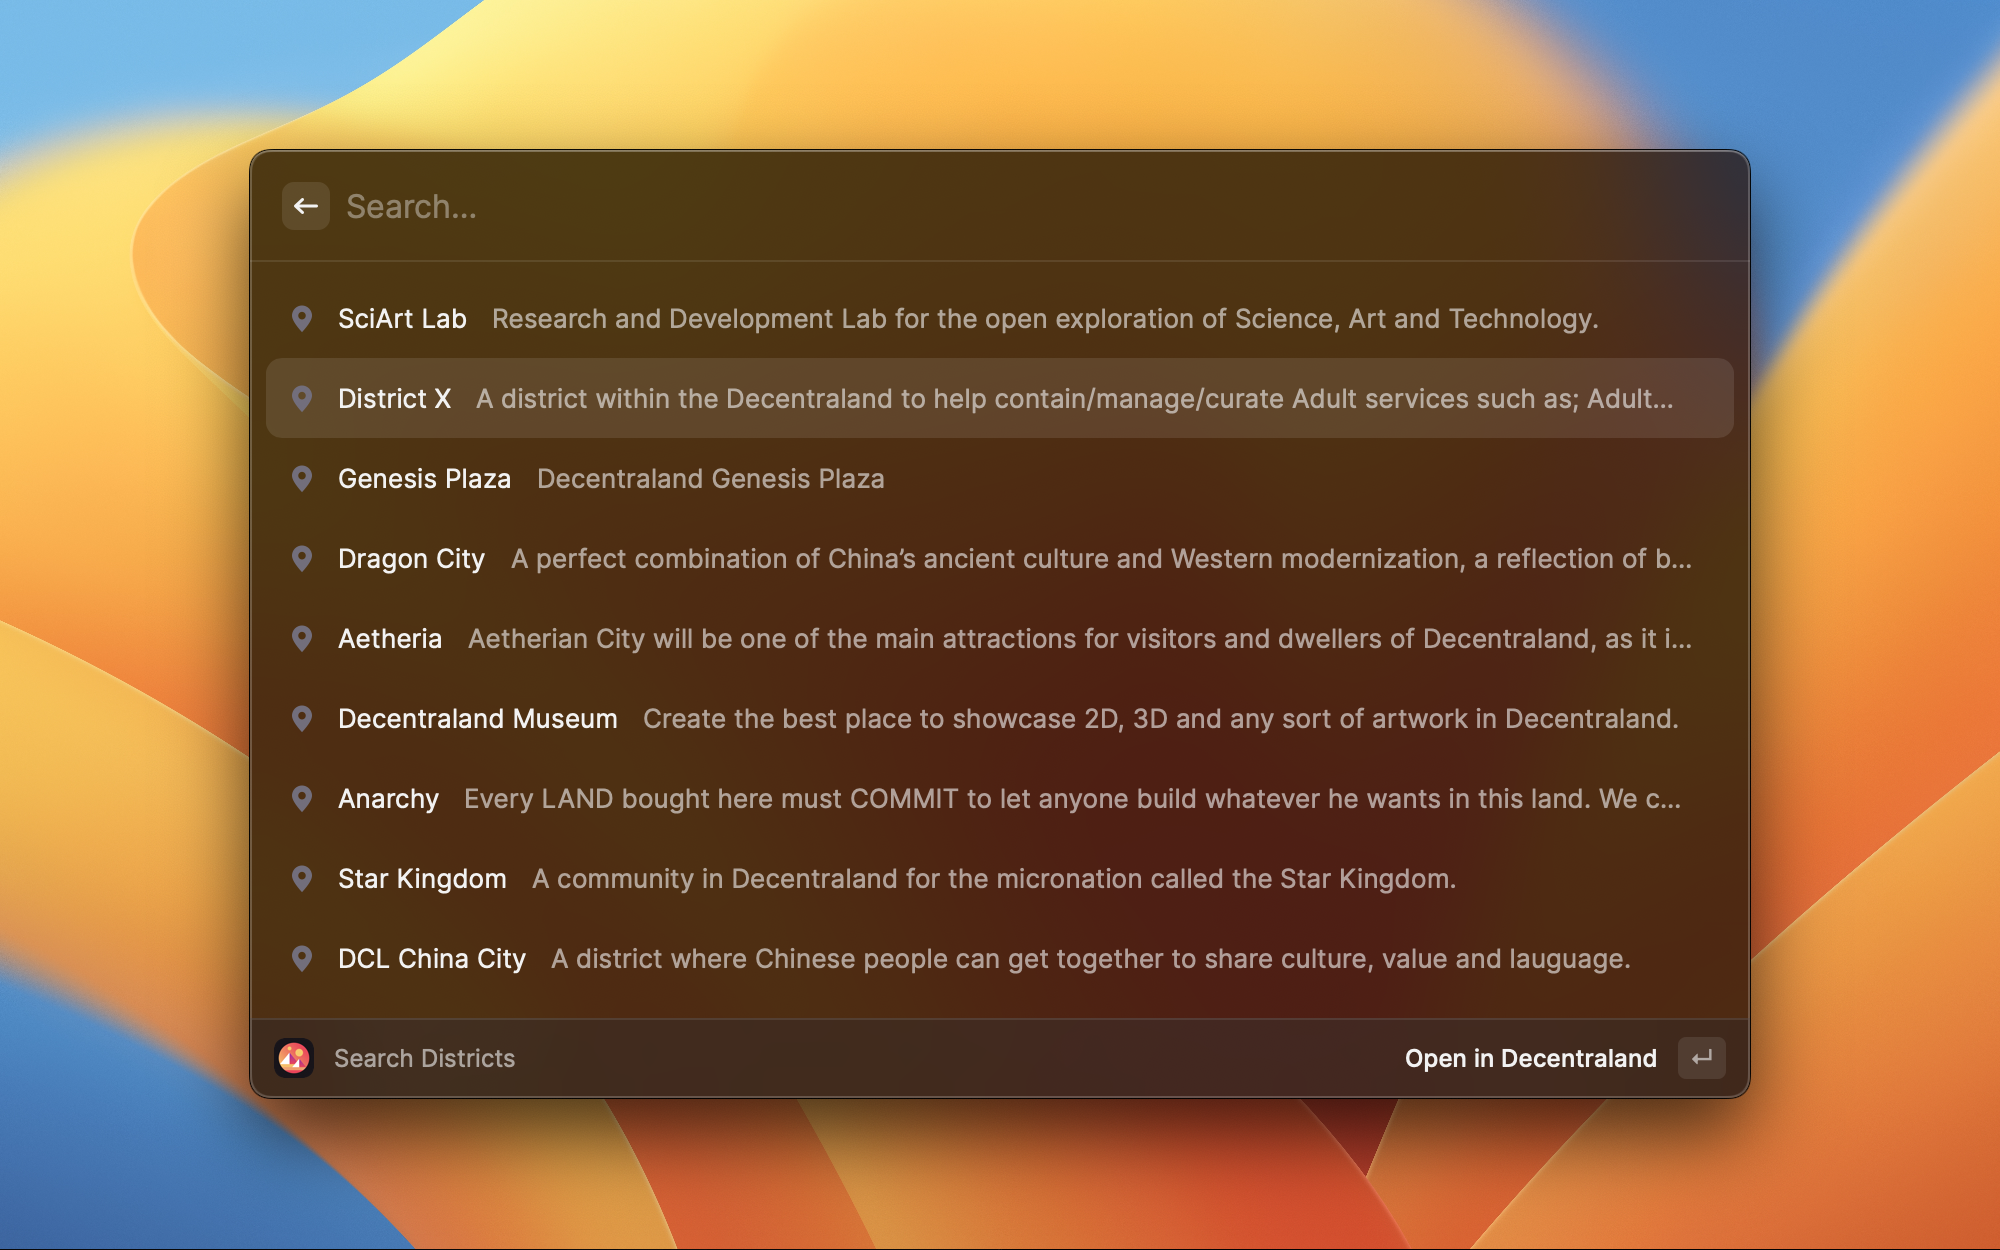 Search...
SciArt Lab Research and Development Lab for the open exploration of Science, Art and Technology.
District X A district within the Decentraland to help contain/manage/curate Adult services such as; Adult...
Genesis Plaza Decentraland Genesis Plaza
Dragon City A perfect combination of China’s ancient culture and Western modernization, a reflection of b...
Aetheria Aetherian City will be one of the main attractions for visitors and dwellers of Decentraland, as it i...
Decentraland Museum Create the best place to showcase 2D, 3D and any sort of artwork in Decentraland.
Anarchy Every LAND bought here must COMMIT to let anyone build whatever he wants in this land. We c...
Star Kingdom A community in Decentraland for the micronation called the Star Kingdom.
DCL China City A district where Chinese people can get together to share culture, value and lauguage.
Search Districts Open in Decentraland